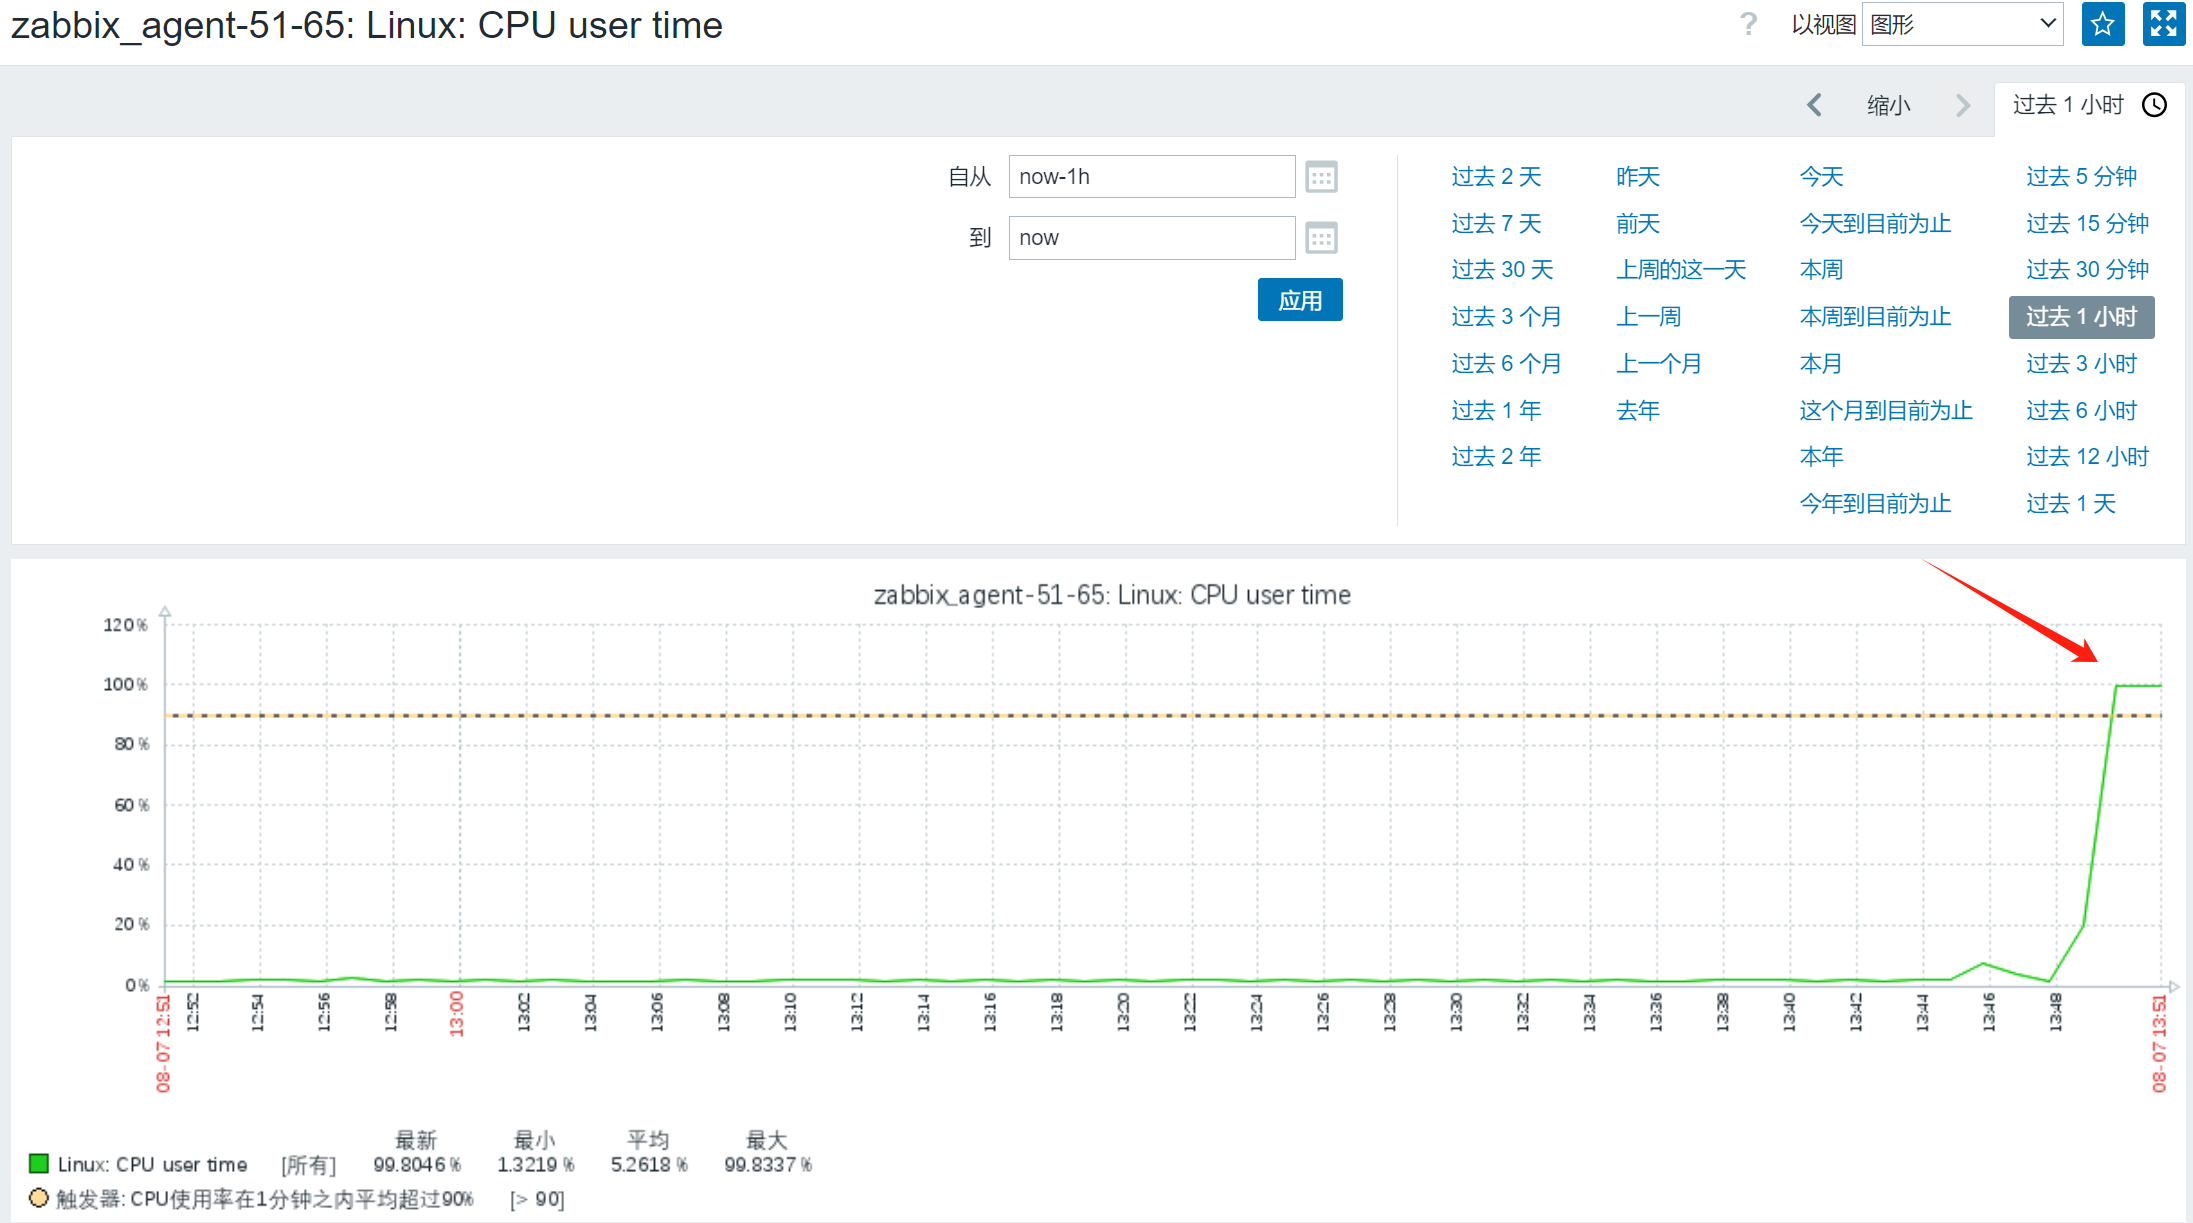 zabbix_agent-51-65: Linux: CPU user time
? 以视图 图形
缩小 过去 1 小时
自从 now-1h
到 now
应用
过去 2 天 昨天 今天 过去 5 分钟
过去 7 天 前天 今天到目前为止 过去 15 分钟
过去 30 天 上周的这一天 本周 过去 30 分钟
过去 3 个月 上一周 本周到目前为止 过去 1 小时
过去 6 个月 上一个月 本月 过去 3 小时
过去 1 年 去年 这个月到目前为止 过去 6 小时
过去 2 年 本年 过去 12 小时
今年到目前为止 过去 1 天
zabbix_agent-51-65: Linux: CPU user time
120 %
100 %
80 %
60 %
40 %
20 %
0 %
08-07 12:51 12:52 12:54 12:56 12:58 13:00 13:02 13:04 13:06 13:08 13:10 13:12 13:14 13:16 13:18 13:20 13:22 13:24 13:26 13:28 13:30 13:32 13:34 13:36 13:38 13:40 13:42 13:44 13:46 13:48 08-07 13:51
最新 最小 平均 最大
Linux: CPU user time [所有] 99.8046 % 1.3219 % 5.2618 % 99.8337 %
触发器: CPU使用率在1分钟之内平均超过90% [> 90]